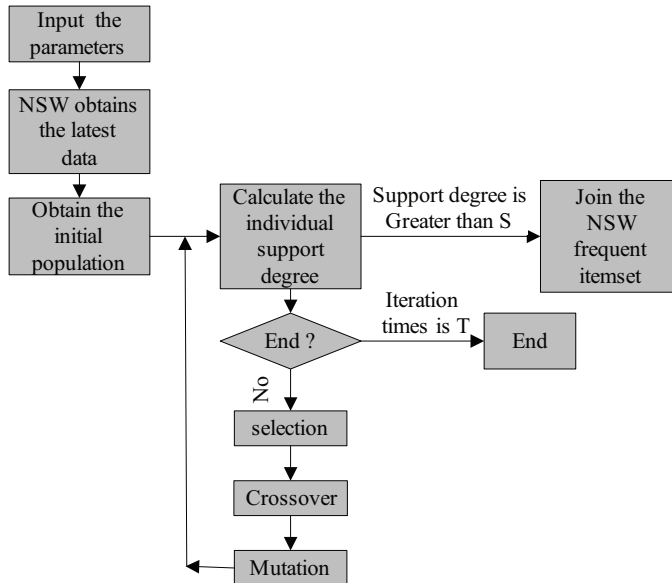 Input the
parameters
NSW obtains
the latest
data
Obtain the
initial
population
Calculate the
individual
support
degree
Support degree is
Greater than S
Join the
NSW
frequent
itemset
End ?
Iteration
times is T
End
No
selection
Crossover
Mutation